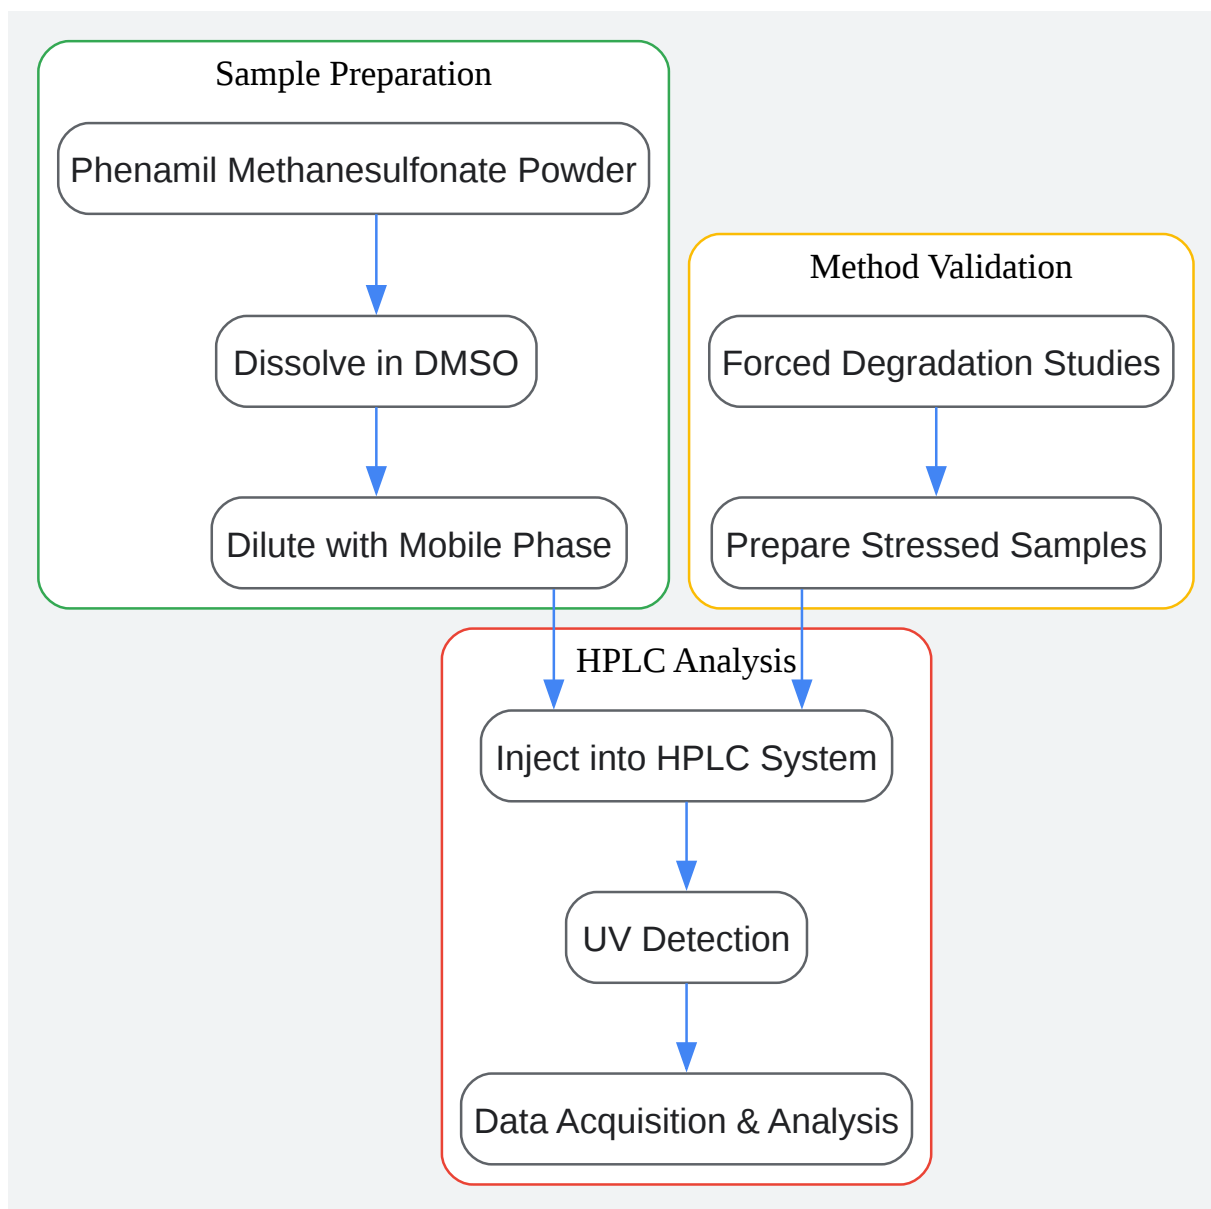 Sample Preparation
Phenamil Methanesulfonate Powder
Dissolve in DMSO
Dilute with Mobile Phase
Method Validation
Forced Degradation Studies
Prepare Stressed Samples
HPLC Analysis
Inject into HPLC System
UV Detection
Data Acquisition & Analysis